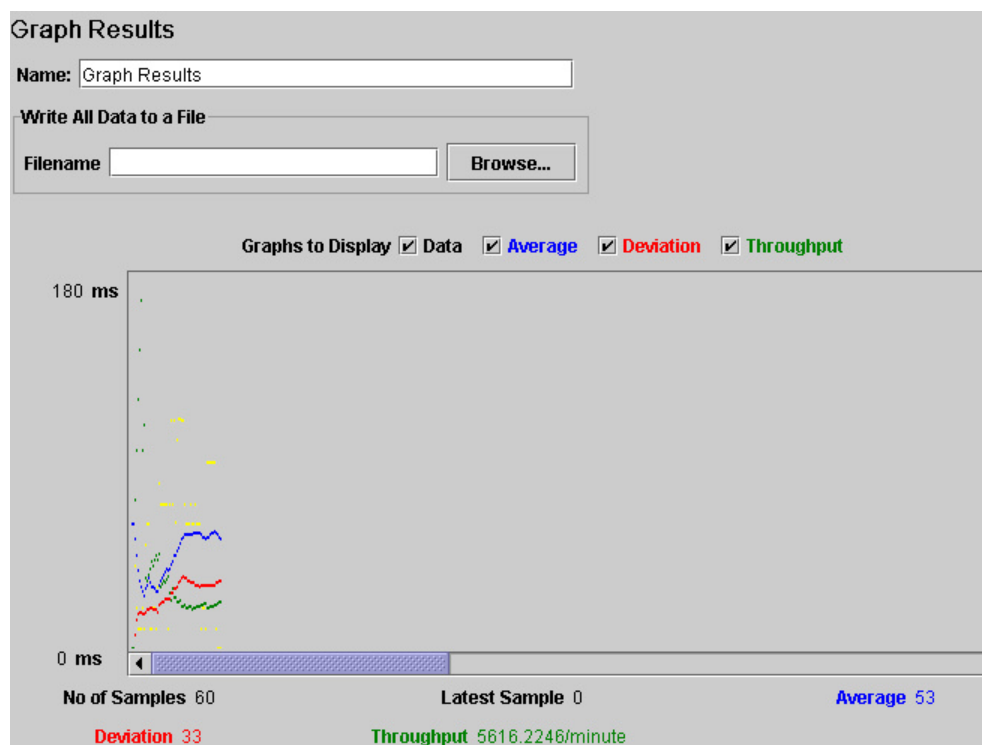 Graph Results
Name: Graph Results
Write All Data to a File
Filename Browse...
Graphs to Display Data Average Deviation Throughput
180 ms
0 ms
No of Samples 60 Latest Sample 0 Average 53
Deviation 33 Throughput 5616.2246/minute